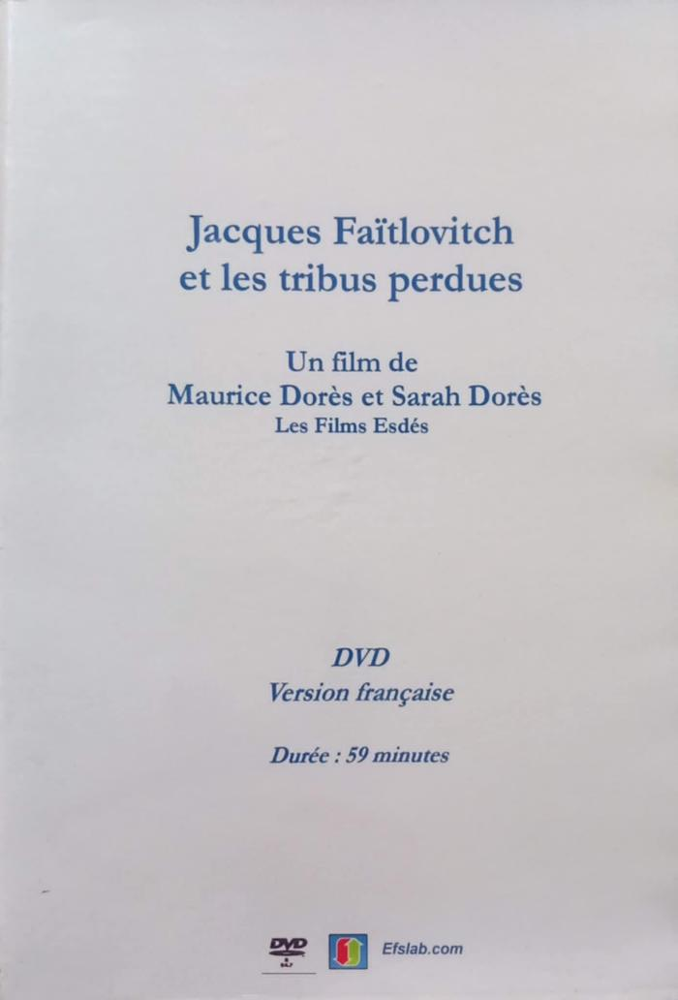 Jacques Faïtlovitch
et les tribus perdues
Un film de
Maurice Dorès et Sarah Dorès
Les Films Esdés
DVD
Version française
Durée : 59 minutes
DVD
Efslab.com